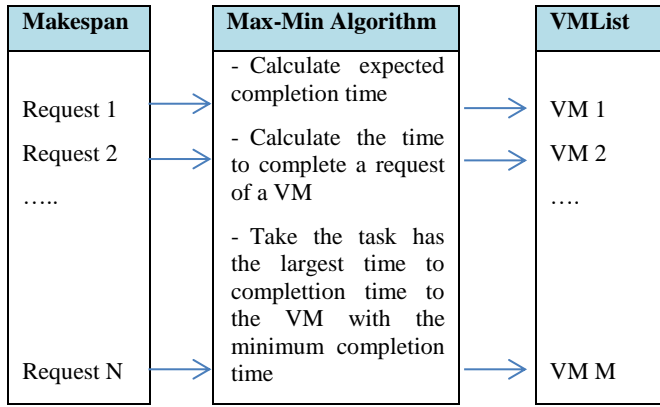 Makespan
Request 1
Request 2
…..
Request N
Max-Min Algorithm
- Calculate expected
completion time
- Calculate the time
to complete a request
of a VM
- Take the task has
the largest time to
complettion time to
the VM with the
minimum completion
time
VMList
VM 1
VM 2
….
VM M